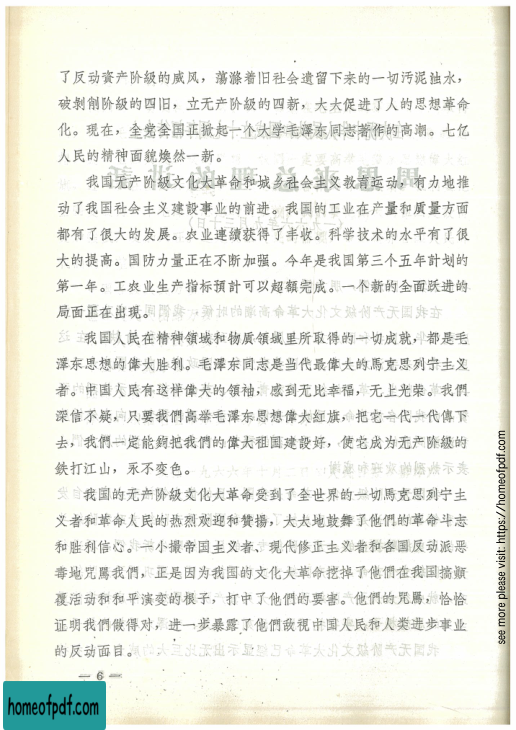 了反动資产阶級的威风，蕩滌着旧社会遺留下来的一切污泥浊水，
破剝削阶級的四旧，立无产阶級的四新，大大促进了人的思想革命
化。現在，全党全国正掀起一个大学毛澤东同志著作的高潮。七亿
人民的精神面貌煥然一新。
我国无产阶級文化大革命和城乡社会主义教育运动，有力地推
动了我国社会主义建設事业的前进。我国的工业在产量和质量方面
都有了很大的发展。农业連續获得了丰收。科学技术的水平有了很
大的提高。国防力量正在不断加强。今年是我国第三个五年計划的
第一年。工农业生产指标預計可以超額完成。一个新的全面跃进的
局面正在出現。
我国人民在精神領域和物质領域里所取得的一切成就，都是毛
澤东思想的偉大胜利。毛澤东同志是当代最偉大的馬克思列宁主义
者。中国人民有这样偉大的領袖，感到无比幸福，无上光荣。我們
深信不疑，只要我們高举毛澤东思想偉大紅旗，把它一代一代傳下
去，我們一定能夠把我們的偉大祖国建設好，使它成为无产阶級的
鉄打江山，永不变色。
我国的无产阶級文化大革命受到了全世界的一切馬克思列宁主
义者和革命人民的热烈欢迎和赞揚，大大地鼓舞了他們的革命斗志
和胜利信心。一小撮帝国主义者、現代修正主义者和各国反动派恶
毒地咒駡我們，正是因为我国的文化大革命挖掉了他們在我国搞顛
覆活动和和平演变的根子，打中了他們的要害。他們的咒駡，恰恰
证明我們做得对，进一步暴露了他們敌視中国人民和人类进步事业
的反动面目。
— 6 —
homeofpdf.com
see more please visit: https://homeofpdf.com